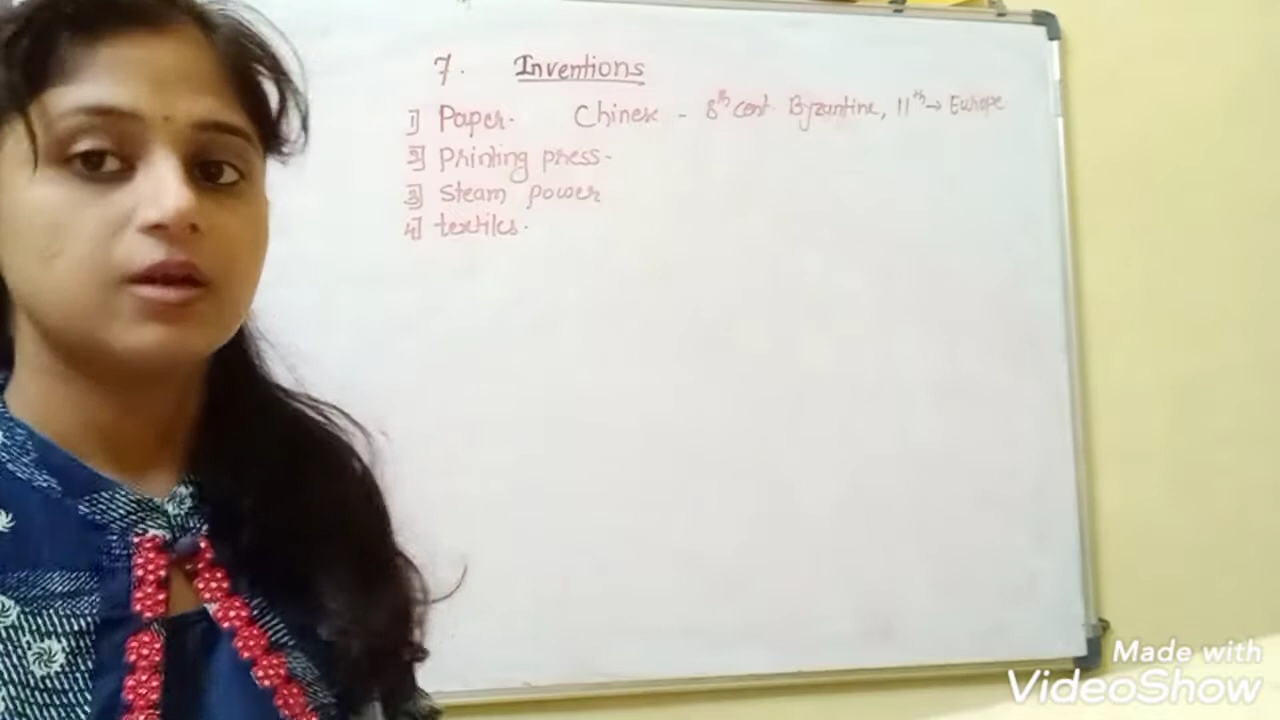 7. Inventions
1] Paper. Chinese - 8th cent. Byzantine, 11th → Europe
2] Printing press.
3] Steam power
4] textiles.
Made with
VideoShow